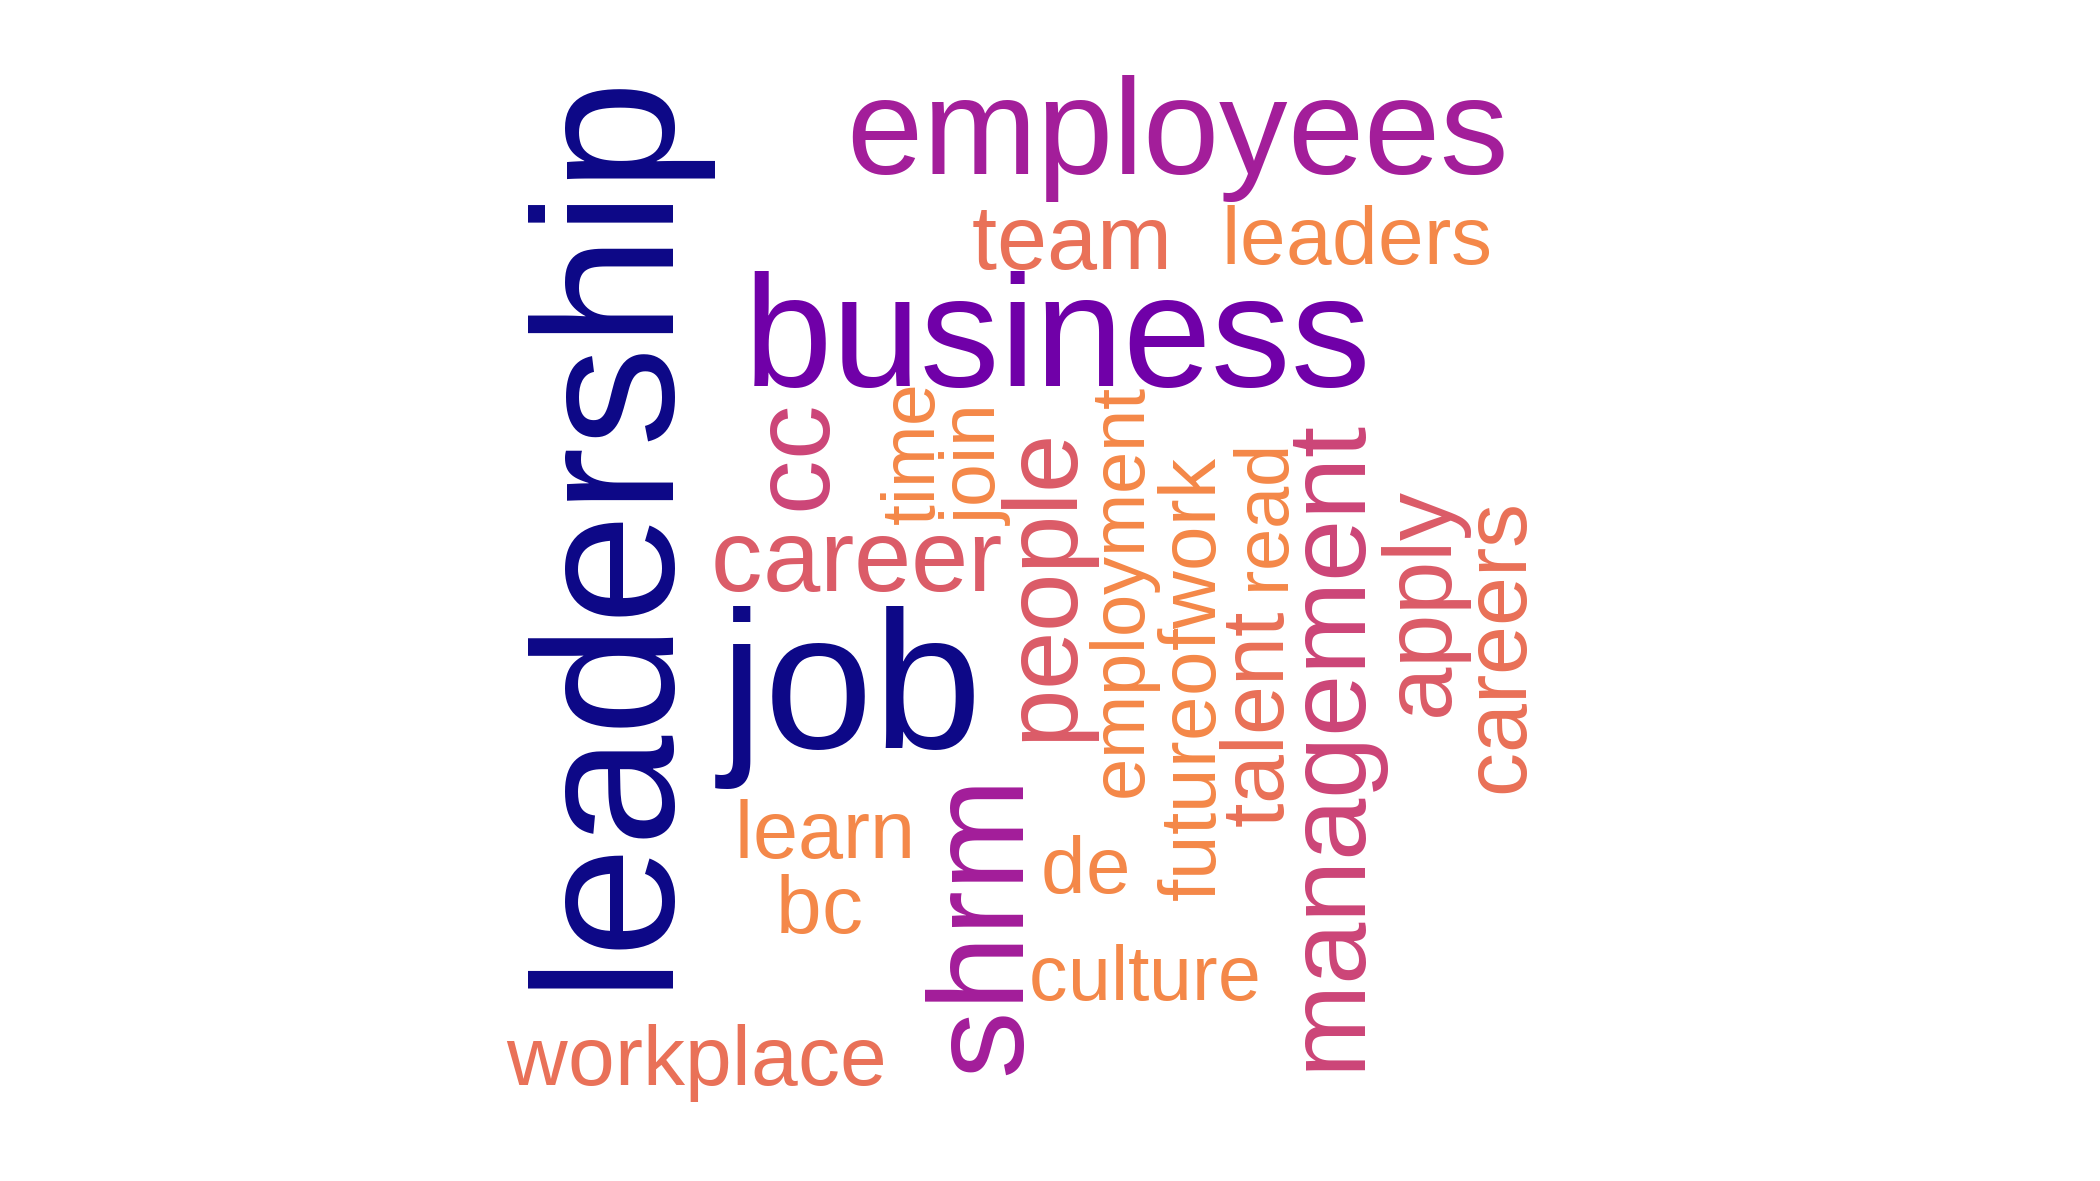 leadership
employees
team
leaders
business
cc
time
join
people
employment
futureofwork
read
talent
management
apply
careers
career
job
learn
bc
shrm
de
culture
workplace